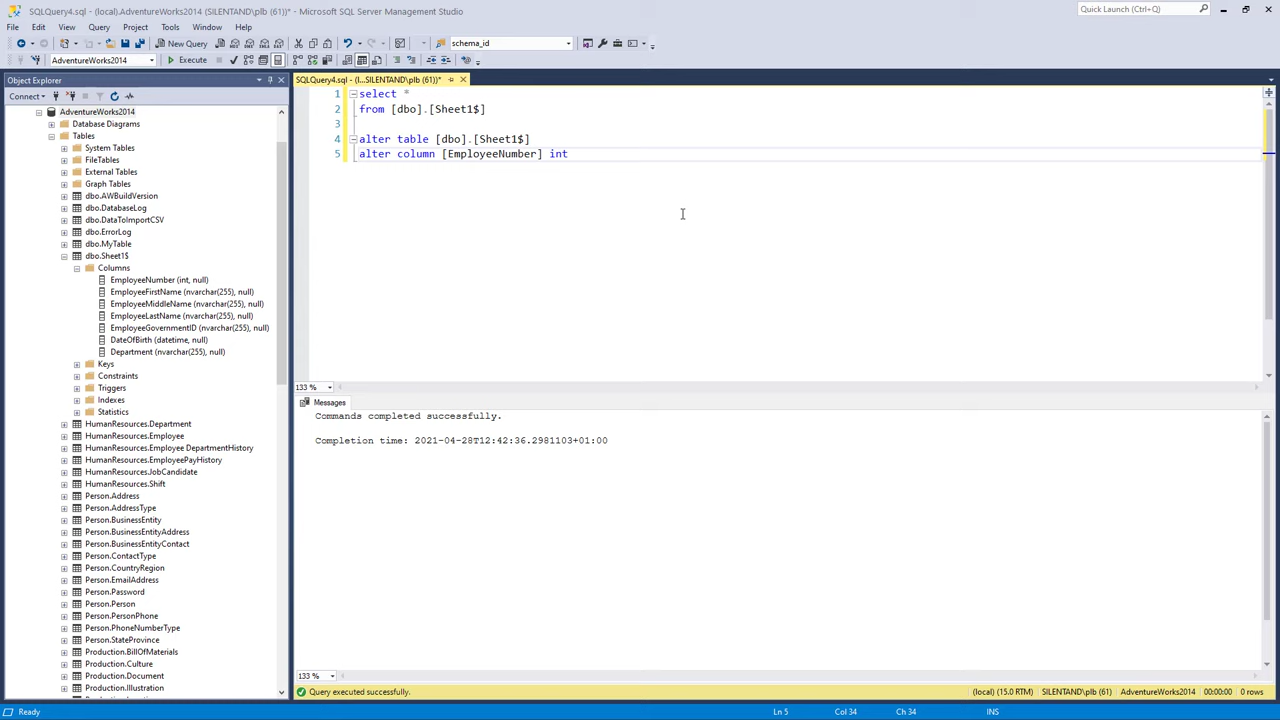 SQLQuery4.sql - (local).AdventureWorks2014 (SILENTAND\plb (61))* - Microsoft SQL Server Management Studio
Quick Launch (Ctrl+Q)
File Edit View Query Project Tools Window Help
New Query
schema_id
AdventureWorks2014
Execute
Object Explorer
Connect
AdventureWorks2014
Database Diagrams
Tables
System Tables
FileTables
External Tables
Graph Tables
dbo.AWBuildVersion
dbo.DatabaseLog
dbo.DataToImportCSV
dbo.ErrorLog
dbo.MyTable
dbo.Sheet1$
Columns
EmployeeNumber (int, null)
EmployeeFirstName (nvarchar(255), null)
EmployeeMiddleName (nvarchar(255), null)
EmployeeLastName (nvarchar(255), null)
EmployeeGovernmentID (nvarchar(255), null)
DateOfBirth (datetime, null)
Department (nvarchar(255), null)
Keys
Constraints
Triggers
Indexes
Statistics
HumanResources.Department
HumanResources.Employee
HumanResources.Employee DepartmentHistory
HumanResources.EmployeePayHistory
HumanResources.JobCandidate
HumanResources.Shift
Person.Address
Person.AddressType
Person.BusinessEntity
Person.BusinessEntityAddress
Person.BusinessEntityContact
Person.ContactType
Person.CountryRegion
Person.EmailAddress
Person.Password
Person.Person
Person.PersonPhone
Person.PhoneNumberType
Person.StateProvince
Production.BillOfMaterials
Production.Culture
Production.Document
Production.Illustration
SQLQuery4.sql - (l...SILENTAND\plb (61))*
1 select *
2 from [dbo].[Sheet1$]
3
4 alter table [dbo].[Sheet1$]
5 alter column [EmployeeNumber] int
133 %
Messages
Commands completed successfully.
Completion time: 2021-04-28T12:42:36.2981103+01:00
133 %
Query executed successfully.
(local) (15.0 RTM) SILENTAND\plb (61) AdventureWorks2014 00:00:00 0 rows
Ready
Ln 5 Col 34 Ch 34 INS